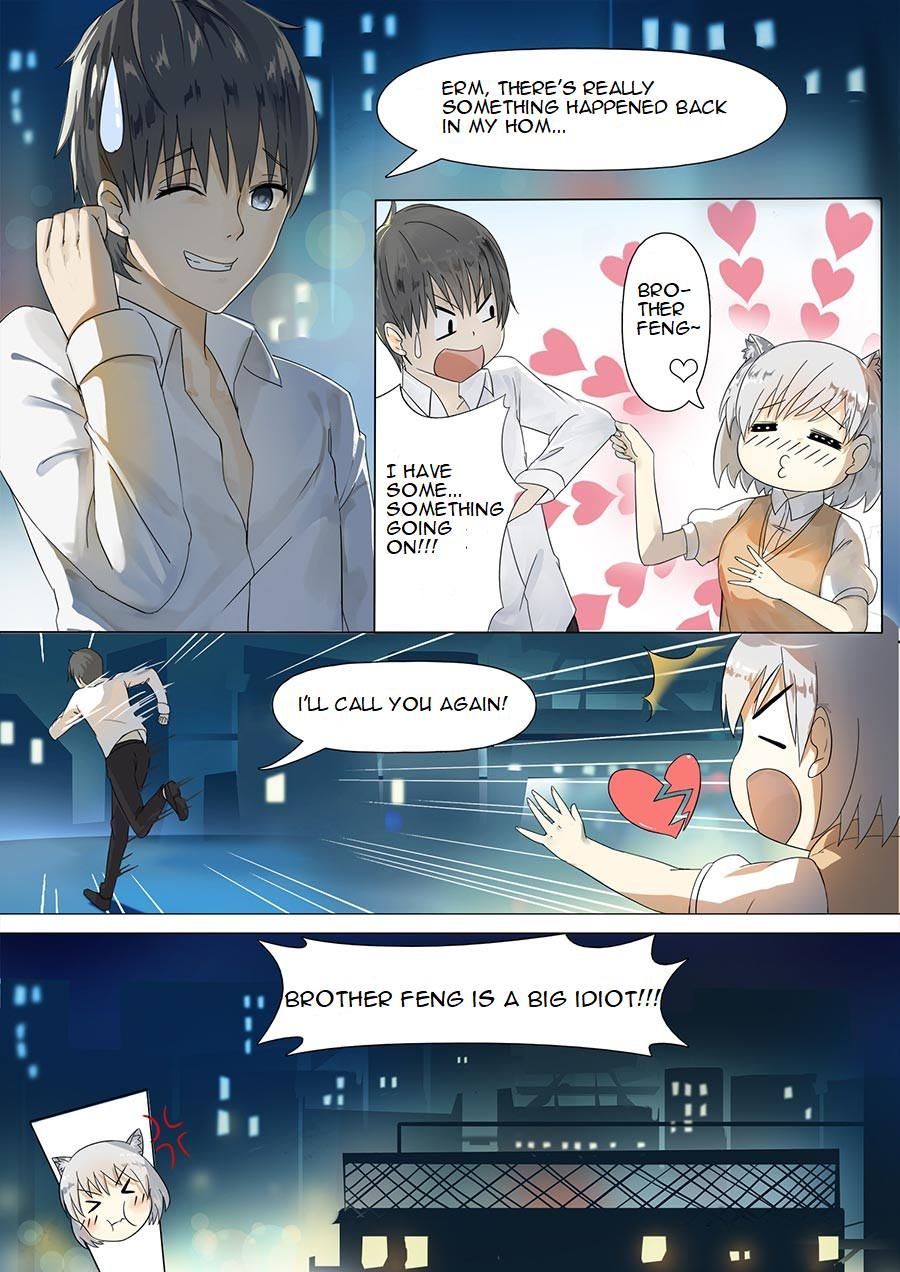 ERM, THERE'S REALLY
SOMETHING HAPPENED BACK
IN MY HOM...
BRO-
THER
FENG~
I HAVE
SOME...
SOMETHING
GOING
ON!!!
I'LL CALL YOU AGAIN!
BROTHER FENG IS A BIG IDIOT!!!